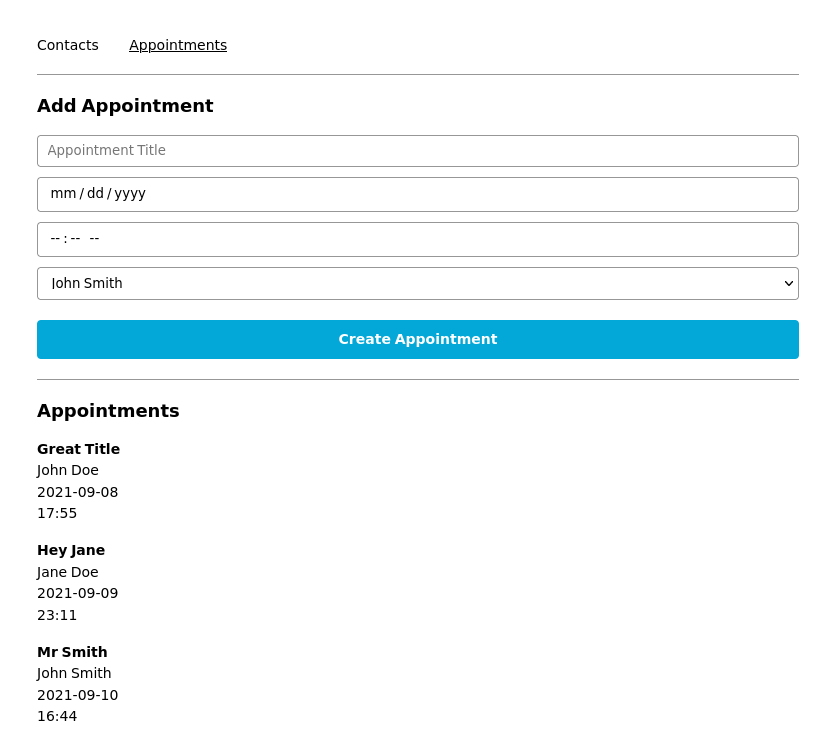 Contacts Appointments
Add Appointment
Appointment Title
mm/dd/yyyy
--:-- --
John Smith
Create Appointment
Appointments
Great Title
John Doe
2021-09-08
17:55
Hey Jane
Jane Doe
2021-09-09
23:11
Mr Smith
John Smith
2021-09-10
16:44